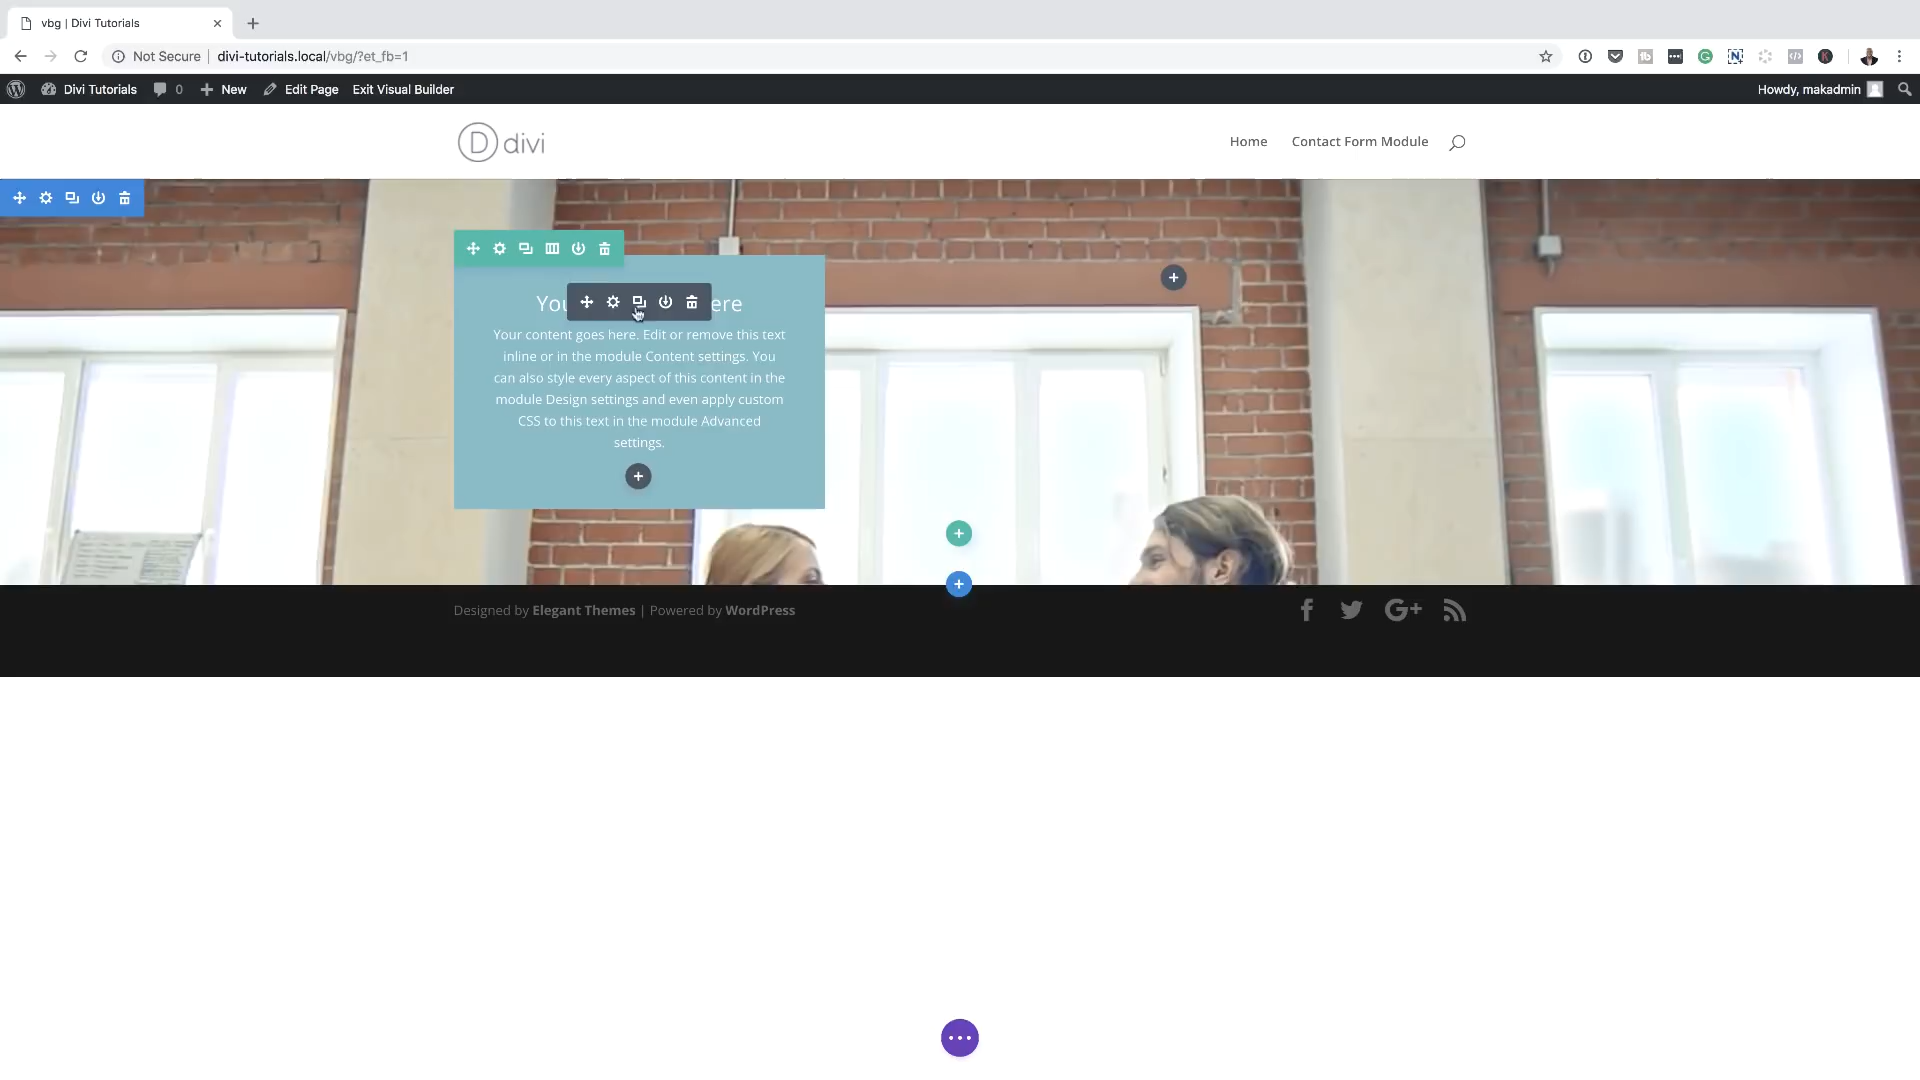 vbg | Divi Tutorials
Not Secure | divi-tutorials.local/vbg/?et_fb=1
Divi Tutorials 0 New Edit Page Exit Visual Builder Howdy, makadmin
D divi Home Contact Form Module
ere
Your content goes here. Edit or remove this text
inline or in the module Content settings. You
can also style every aspect of this content in the
module Design settings and even apply custom
CSS to this text in the module Advanced
settings.
Designed by Elegant Themes | Powered by WordPress